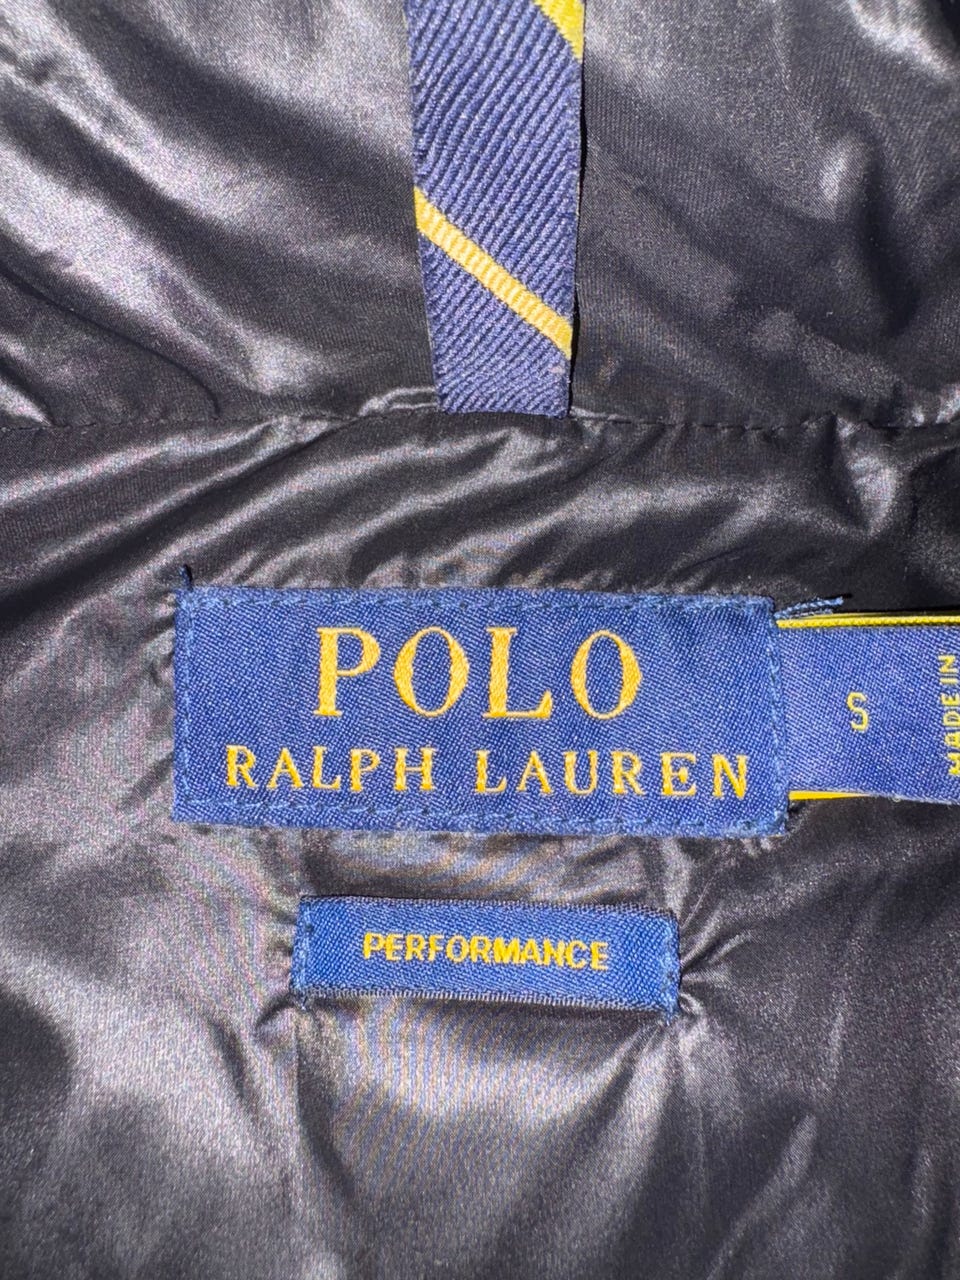 POLO
RALPH LAUREN
S
MADE IN
PERFORMANCE